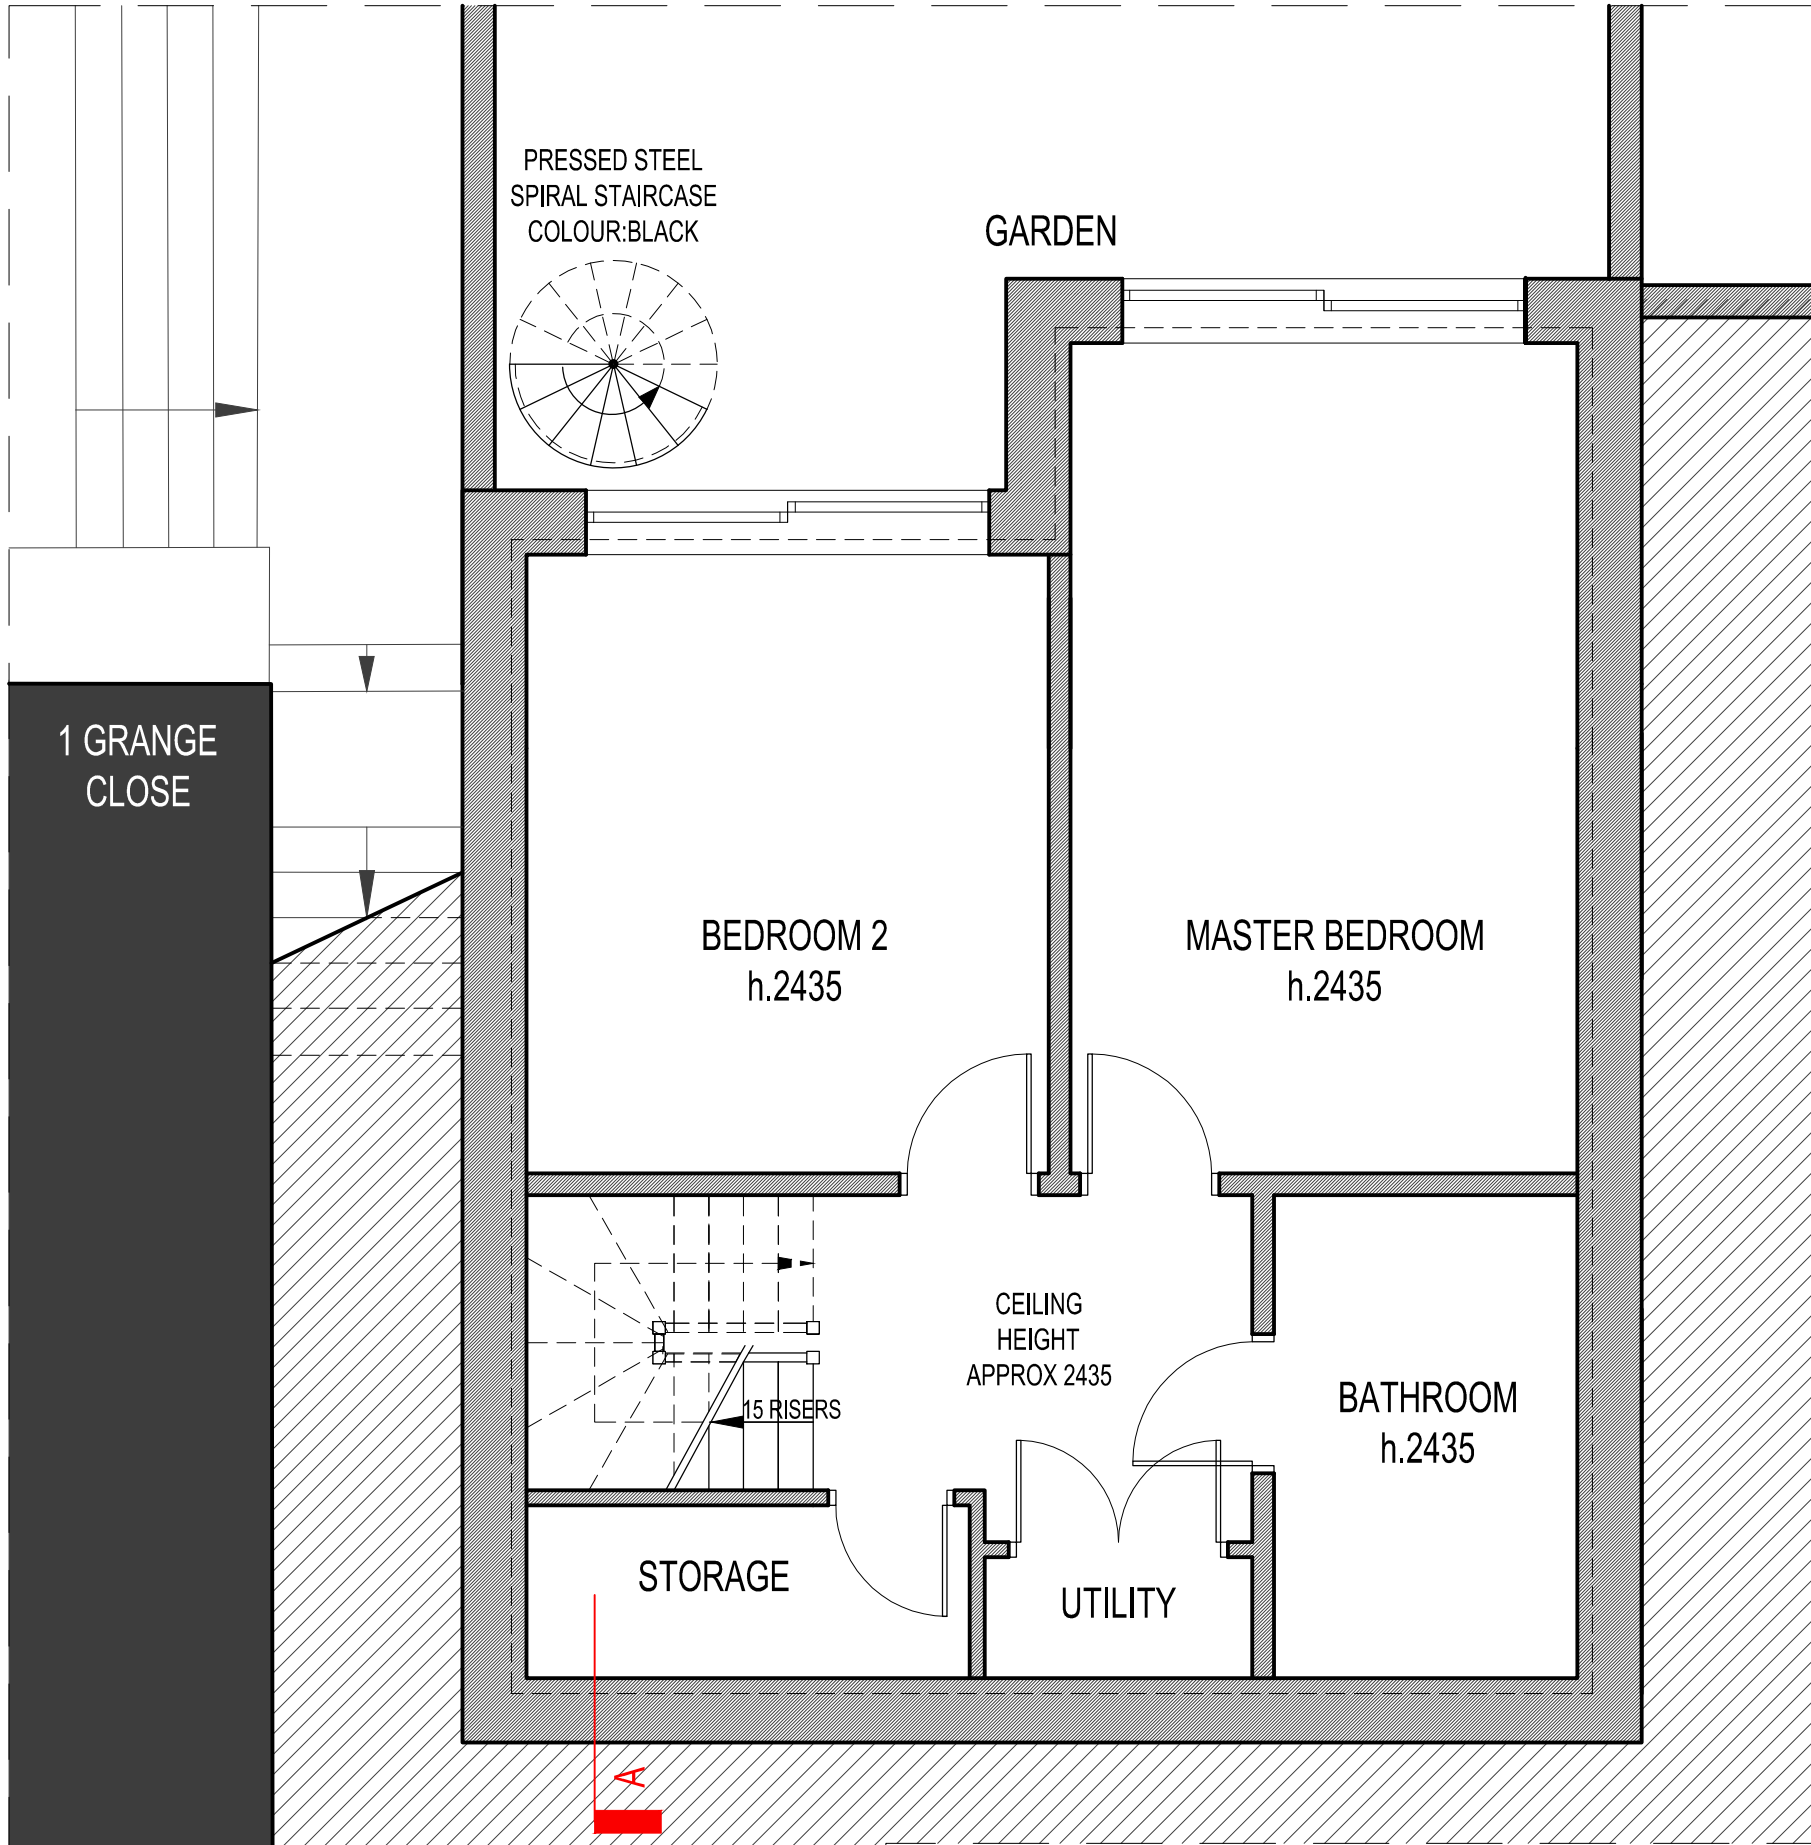 PRESSED STEEL
SPIRAL STAIRCASE
COLOUR:BLACK
GARDEN
1 GRANGE
CLOSE
BEDROOM 2
h.2435
MASTER BEDROOM
h.2435
CEILING
HEIGHT
APPROX 2435
15 RISERS
BATHROOM
h.2435
STORAGE
UTILITY
A